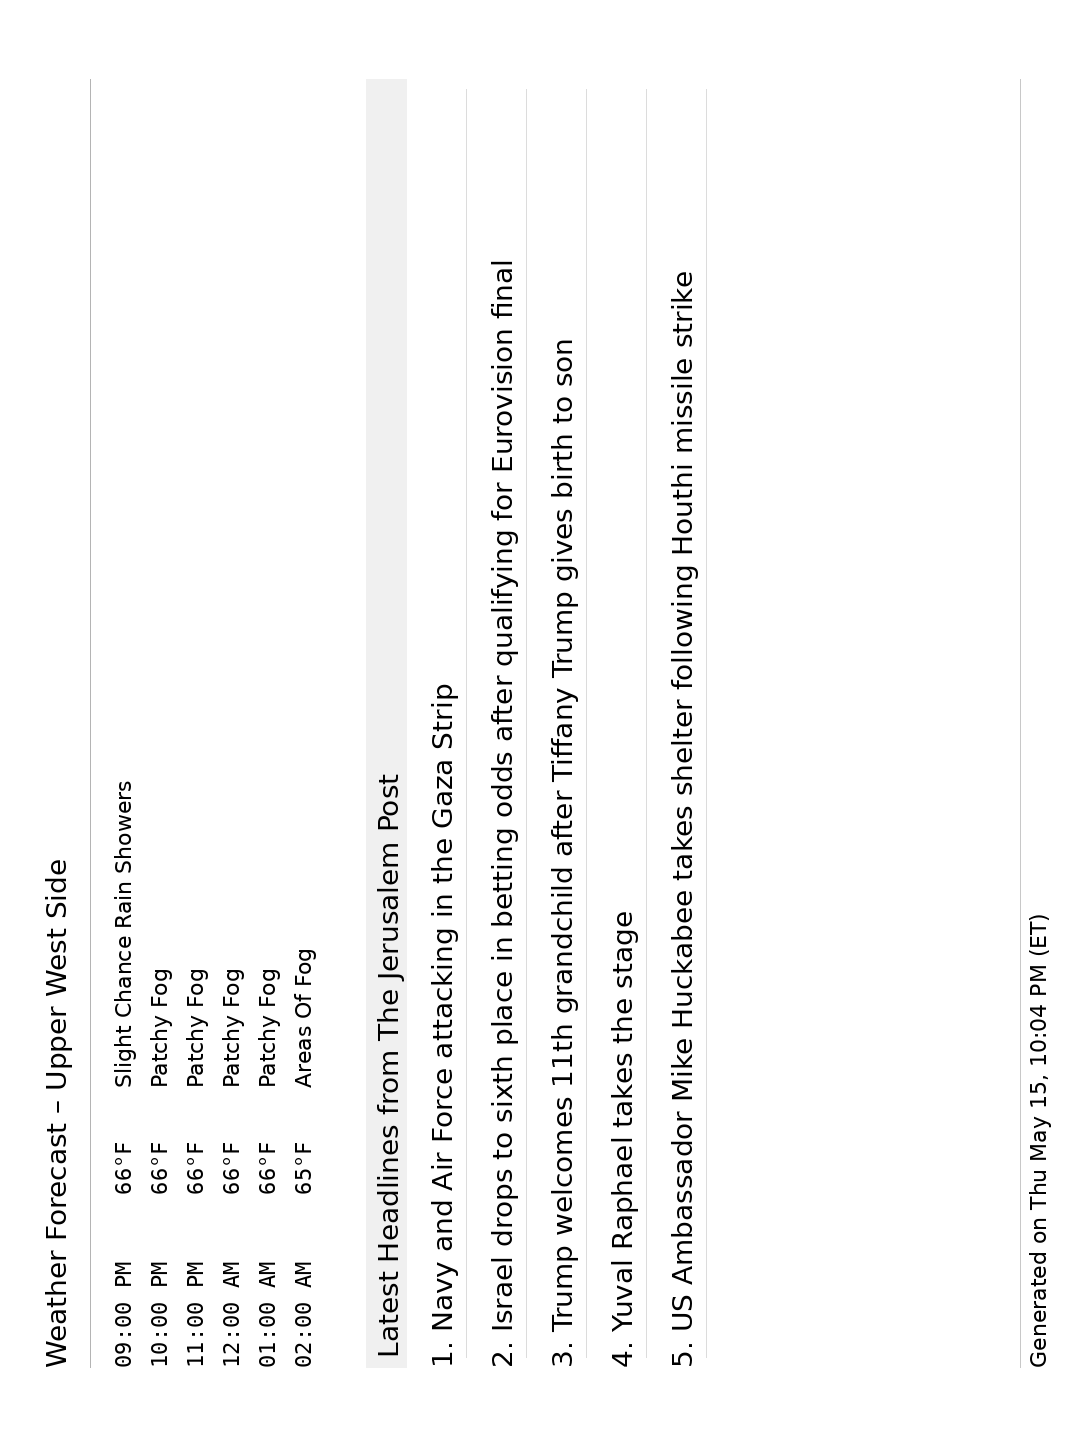 Weather Forecast – Upper West Side
09:00 PM 66°F Slight Chance Rain Showers
10:00 PM 66°F Patchy Fog
11:00 PM 66°F Patchy Fog
12:00 AM 66°F Patchy Fog
01:00 AM 66°F Patchy Fog
02:00 AM 65°F Areas Of Fog
Latest Headlines from The Jerusalem Post
1. Navy and Air Force attacking in the Gaza Strip
2. Israel drops to sixth place in betting odds after qualifying for Eurovision final
3. Trump welcomes 11th grandchild after Tiffany Trump gives birth to son
4. Yuval Raphael takes the stage
5. US Ambassador Mike Huckabee takes shelter following Houthi missile strike
Generated on Thu May 15, 10:04 PM (ET)